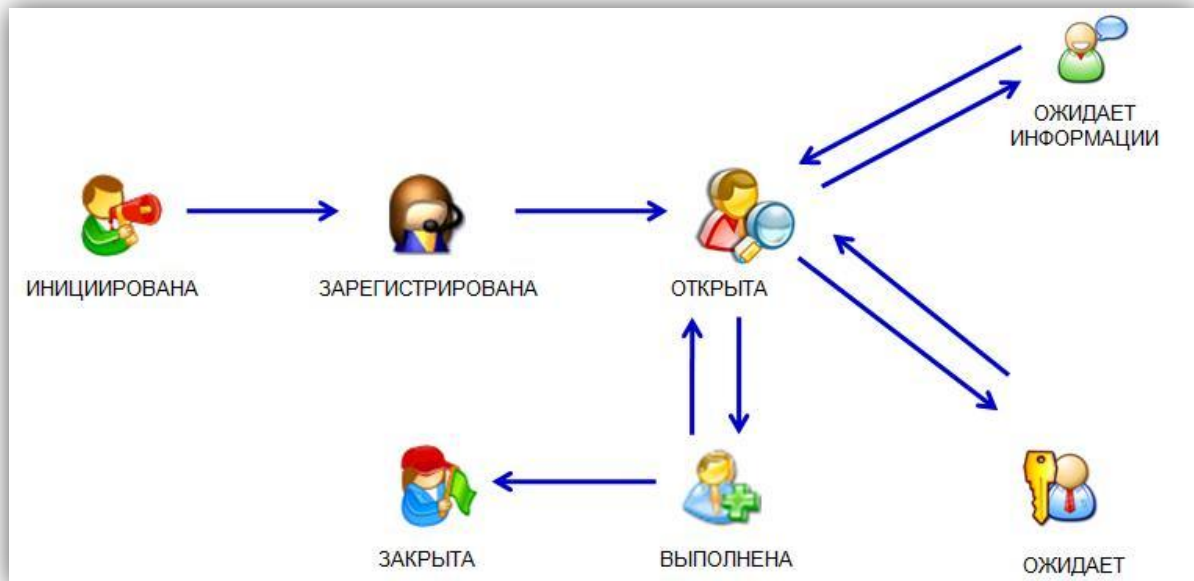 ОЖИДАЕТ
ИНФОРМАЦИИ
ИНИЦИИРОВАНА
ЗАРЕГИСТРИРОВАНА
ОТКРЫТА
ЗАКРЫТА
ВЫПОЛНЕНА
ОЖИДАЕТ